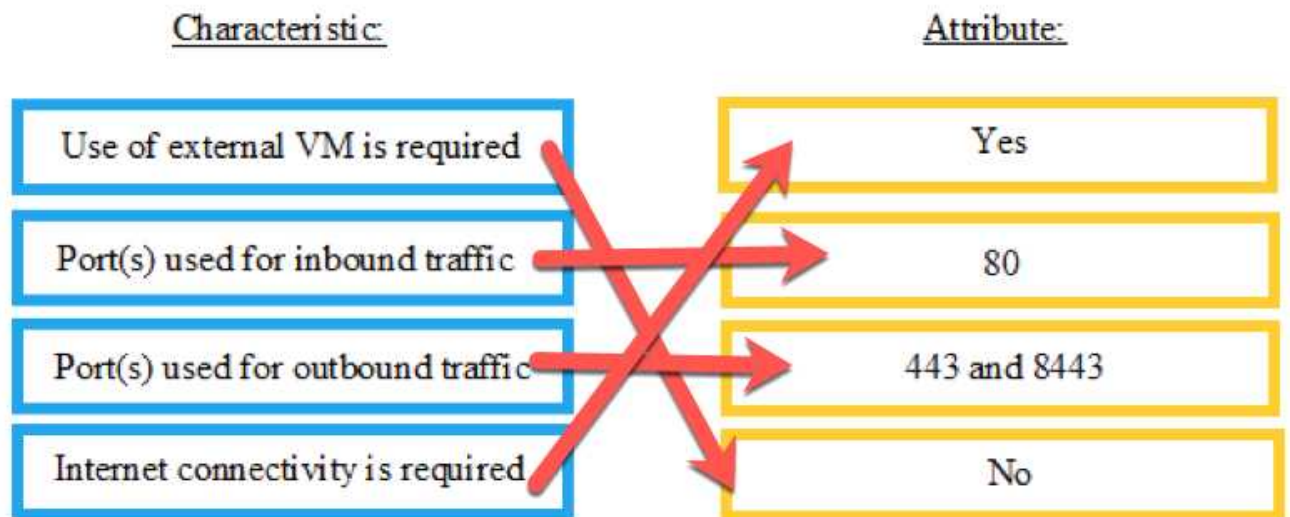 Characteristic: Attribute:
Use of external VM is required Yes
Port(s) used for inbound traffic 80
Port(s) used for outbound traffic 443 and 8443
Internet connectivity is required No